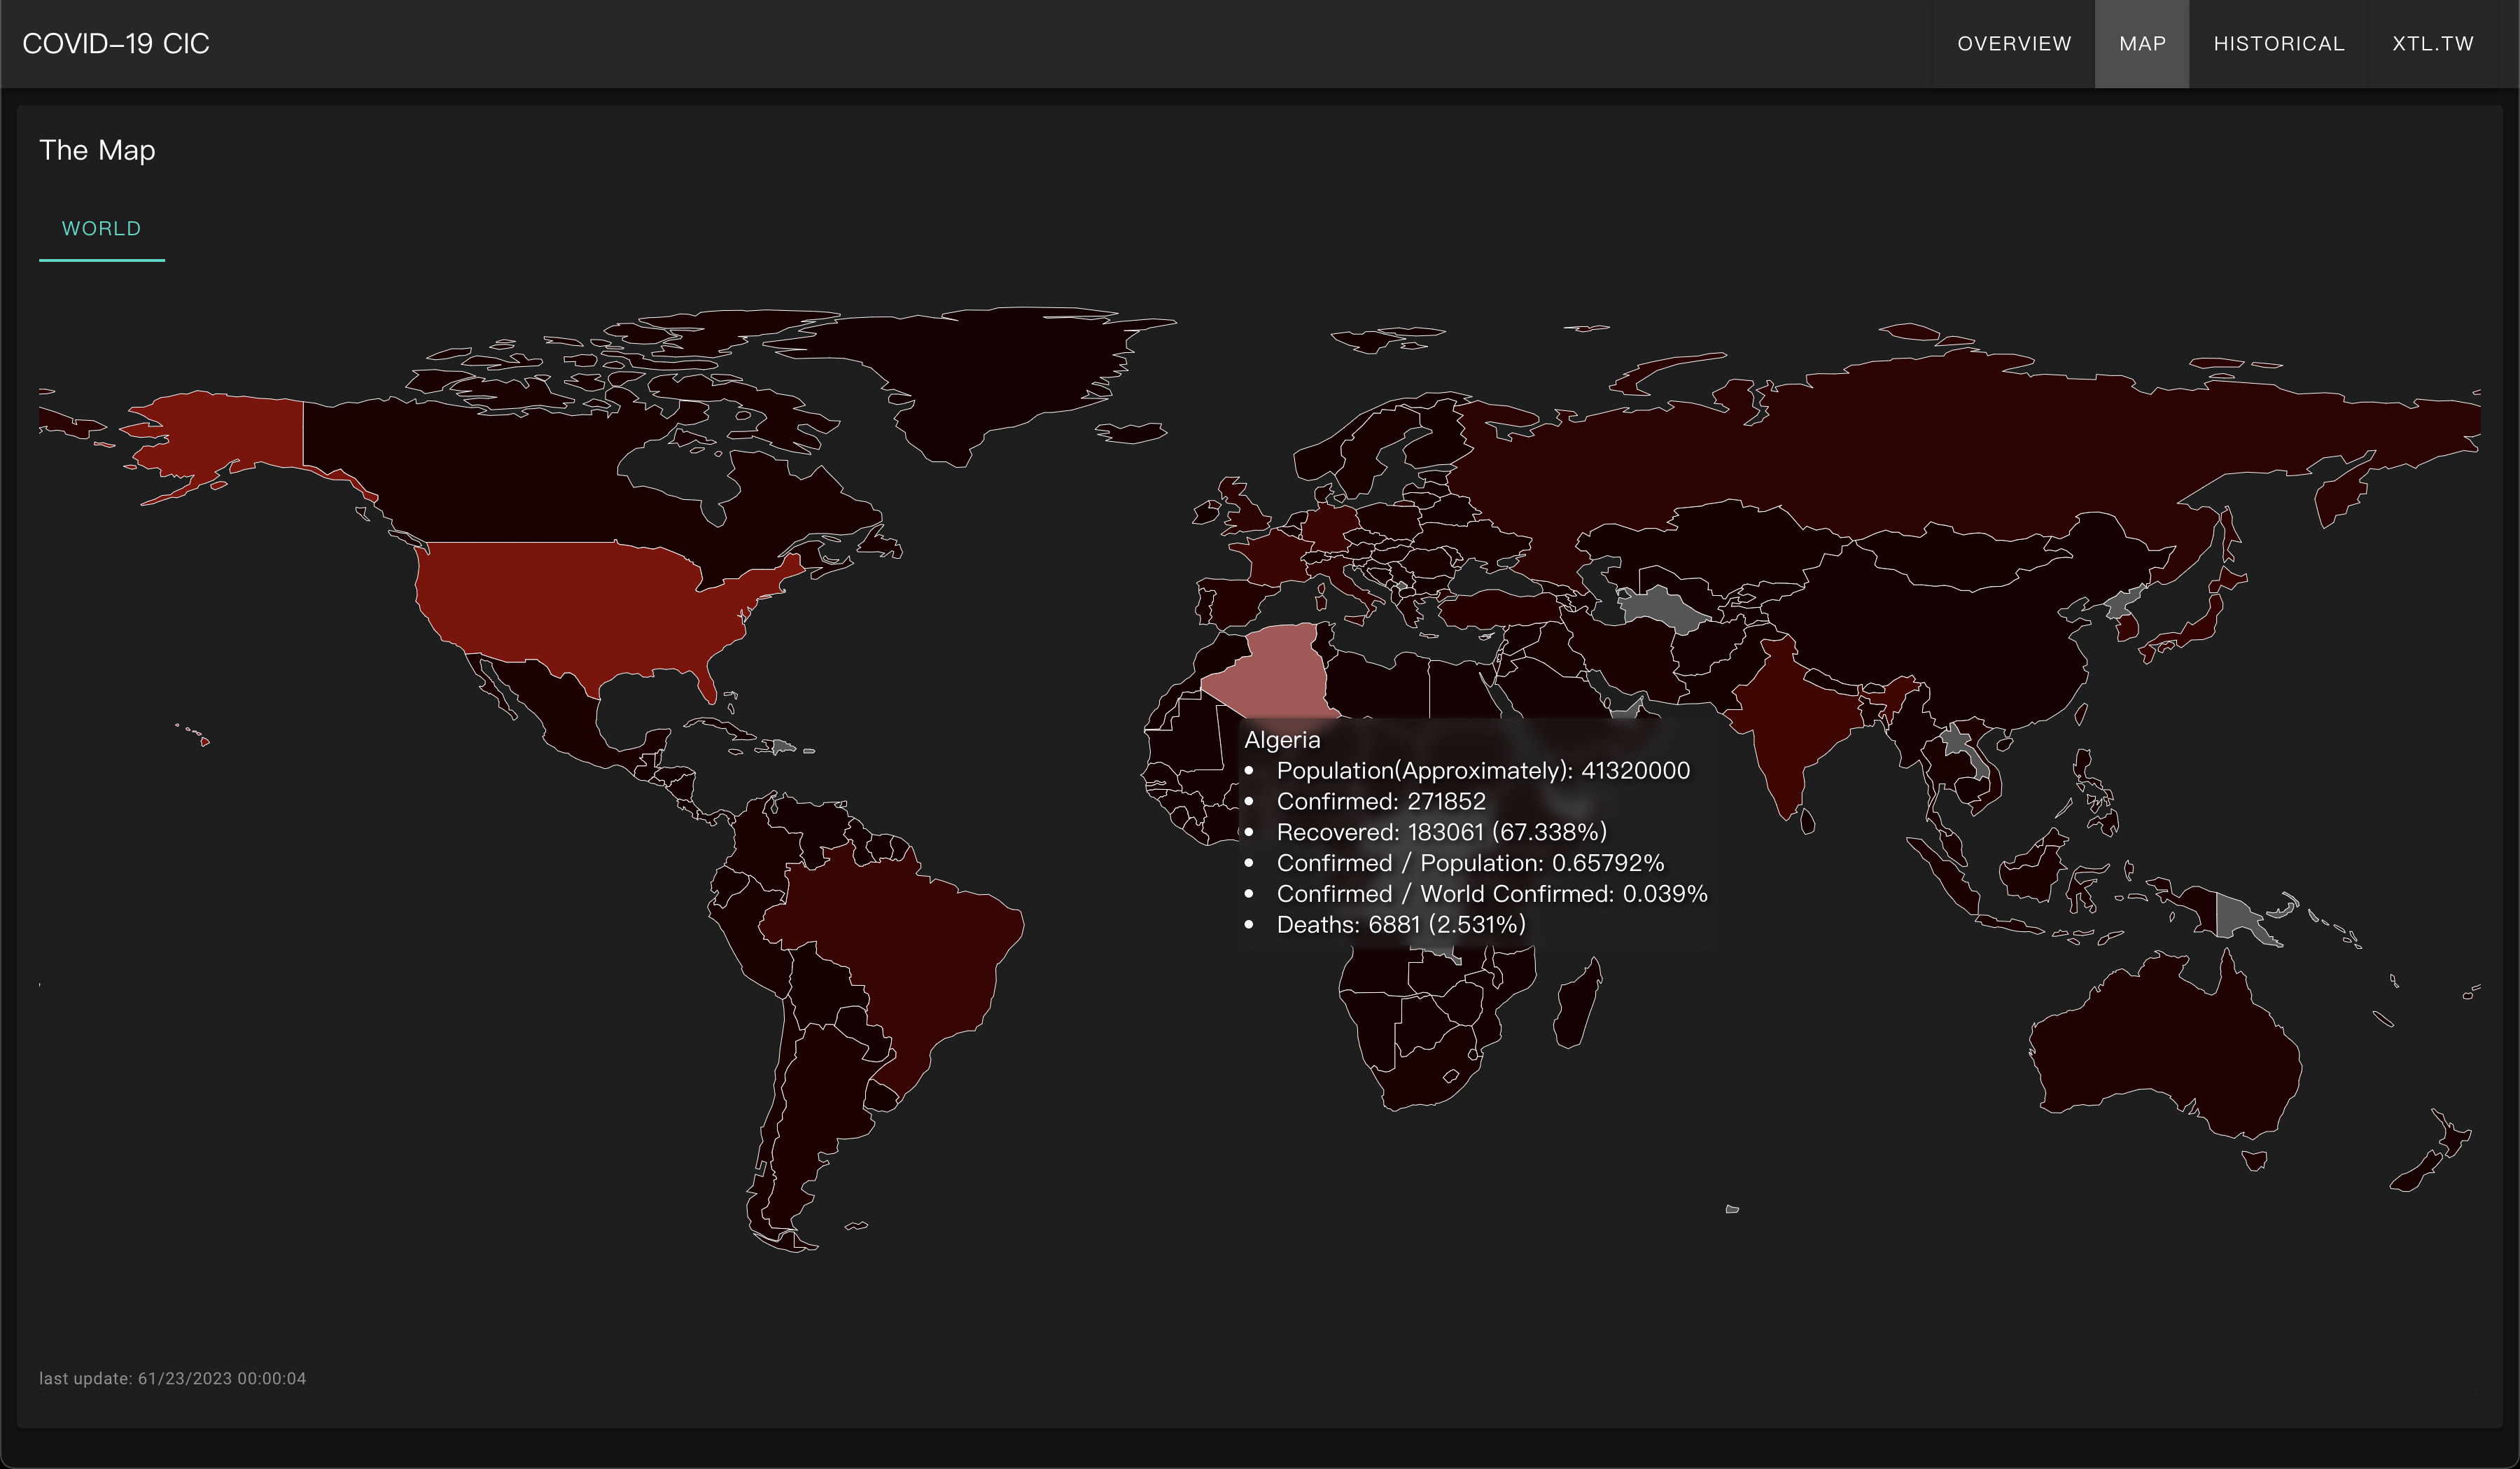 COVID-19 CIC
OVERVIEW
MAP
HISTORICAL
XTL.TW
The Map
WORLD
Algeria
• Population(Approximately): 41320000
• Confirmed: 271852
• Recovered: 183061 (67.338%)
• Confirmed / Population: 0.65792%
• Confirmed / World Confirmed: 0.039%
• Deaths: 6881 (2.531%)
last update: 61/23/2023 00:00:04